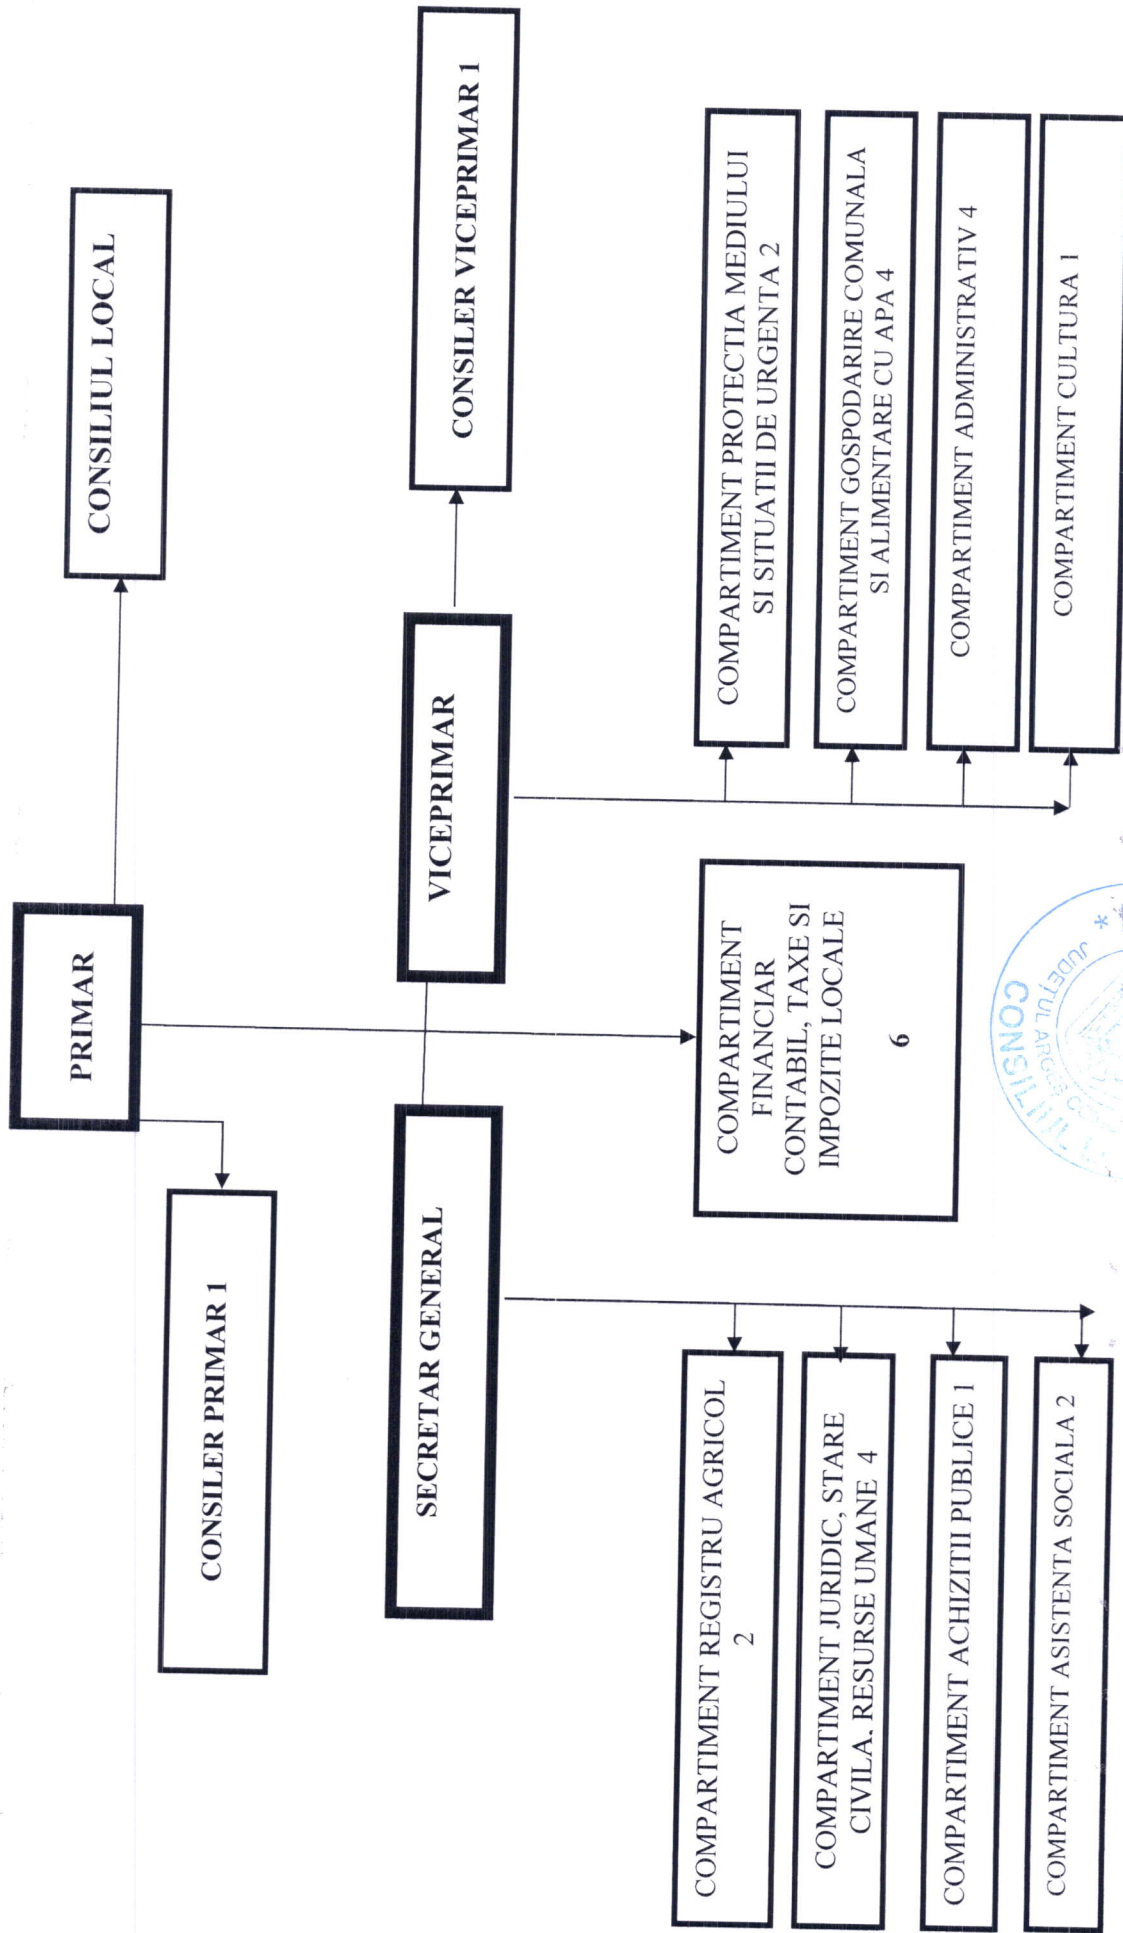 PRIMAR
CONSILIUL LOCAL
CONSILER PRIMAR 1
SECRETAR GENERAL
VICEPRIMAR
CONSILER VICEPRIMAR 1
COMPARTIMENT REGISTRU AGRICOL
2
COMPARTIMENT JURIDIC, STARE
CIVILA. RESURSE UMANE 4
COMPARTIMENT ACHIZITII PUBLICE 1
COMPARTIMENT ASISTENTA SOCIALA 2
COMPARTIMENT
FINANCIAR
CONTABIL, TAXE SI
IMPOZITE LOCALE
6
COMPARTIMENT PROTECTIA MEDIULUI
SI SITUATII DE URGENTA 2
COMPARTIMENT GOSPODARIRE COMUNALA
SI ALIMENTARE CU APA 4
COMPARTIMENT ADMINISTRATIV 4
COMPARTIMENT CULTURA 1
CONSILIUL
* JUDEŢUL ARGEŞ